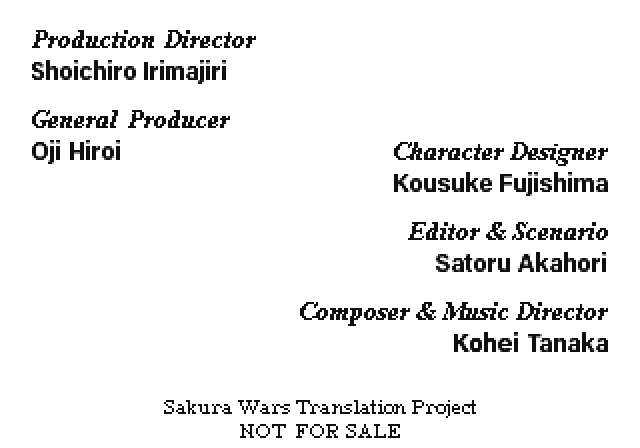 Production Director
Shoichiro Irimajiri
General Producer
Oji Hiroi
Character Designer
Kousuke Fujishima
Editor & Scenario
Satoru Akahori
Composer & Music Director
Kohei Tanaka
Sakura Wars Translation Project
NOT FOR SALE